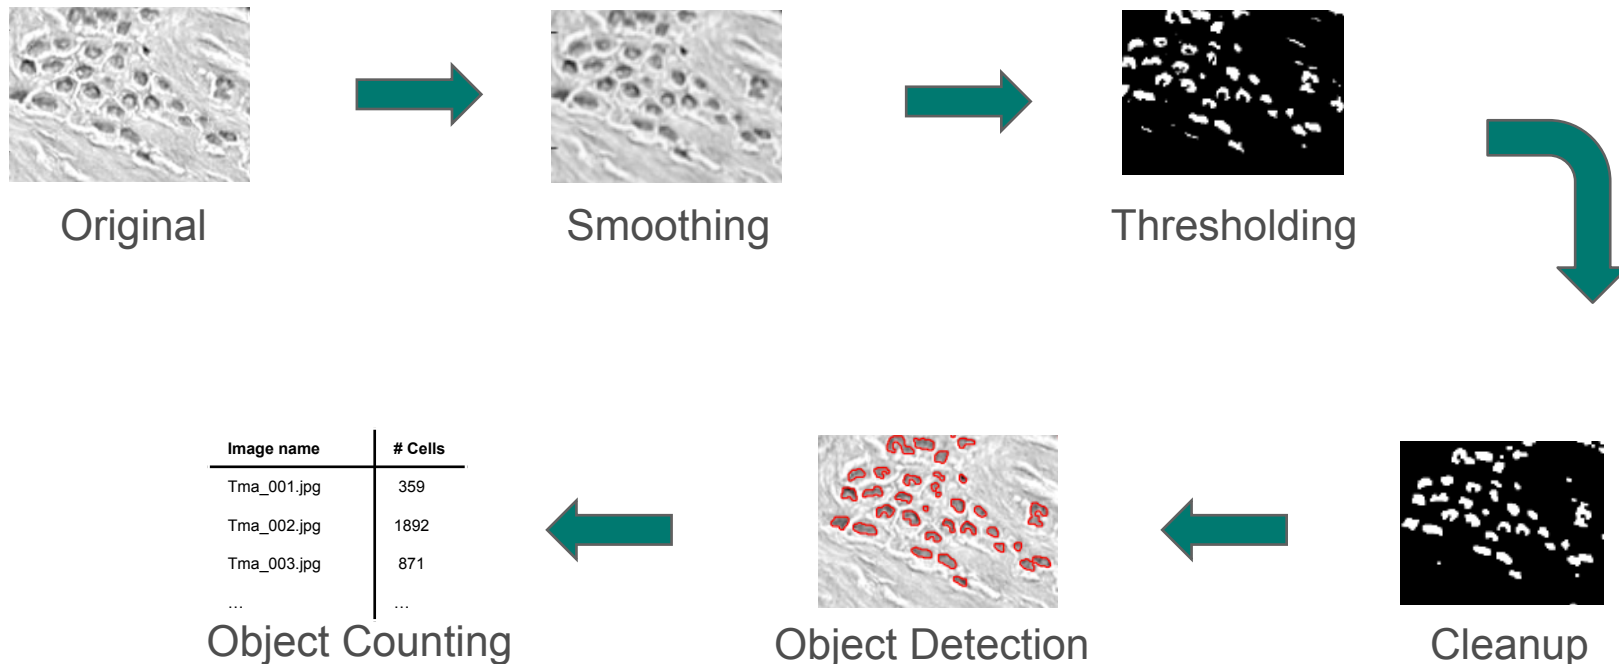 Original
Smoothing
Thresholding
Image name # Cells
Tma_001.jpg 359
Tma_002.jpg 1892
Tma_003.jpg 871
… …
Object Counting
Object Detection
Cleanup